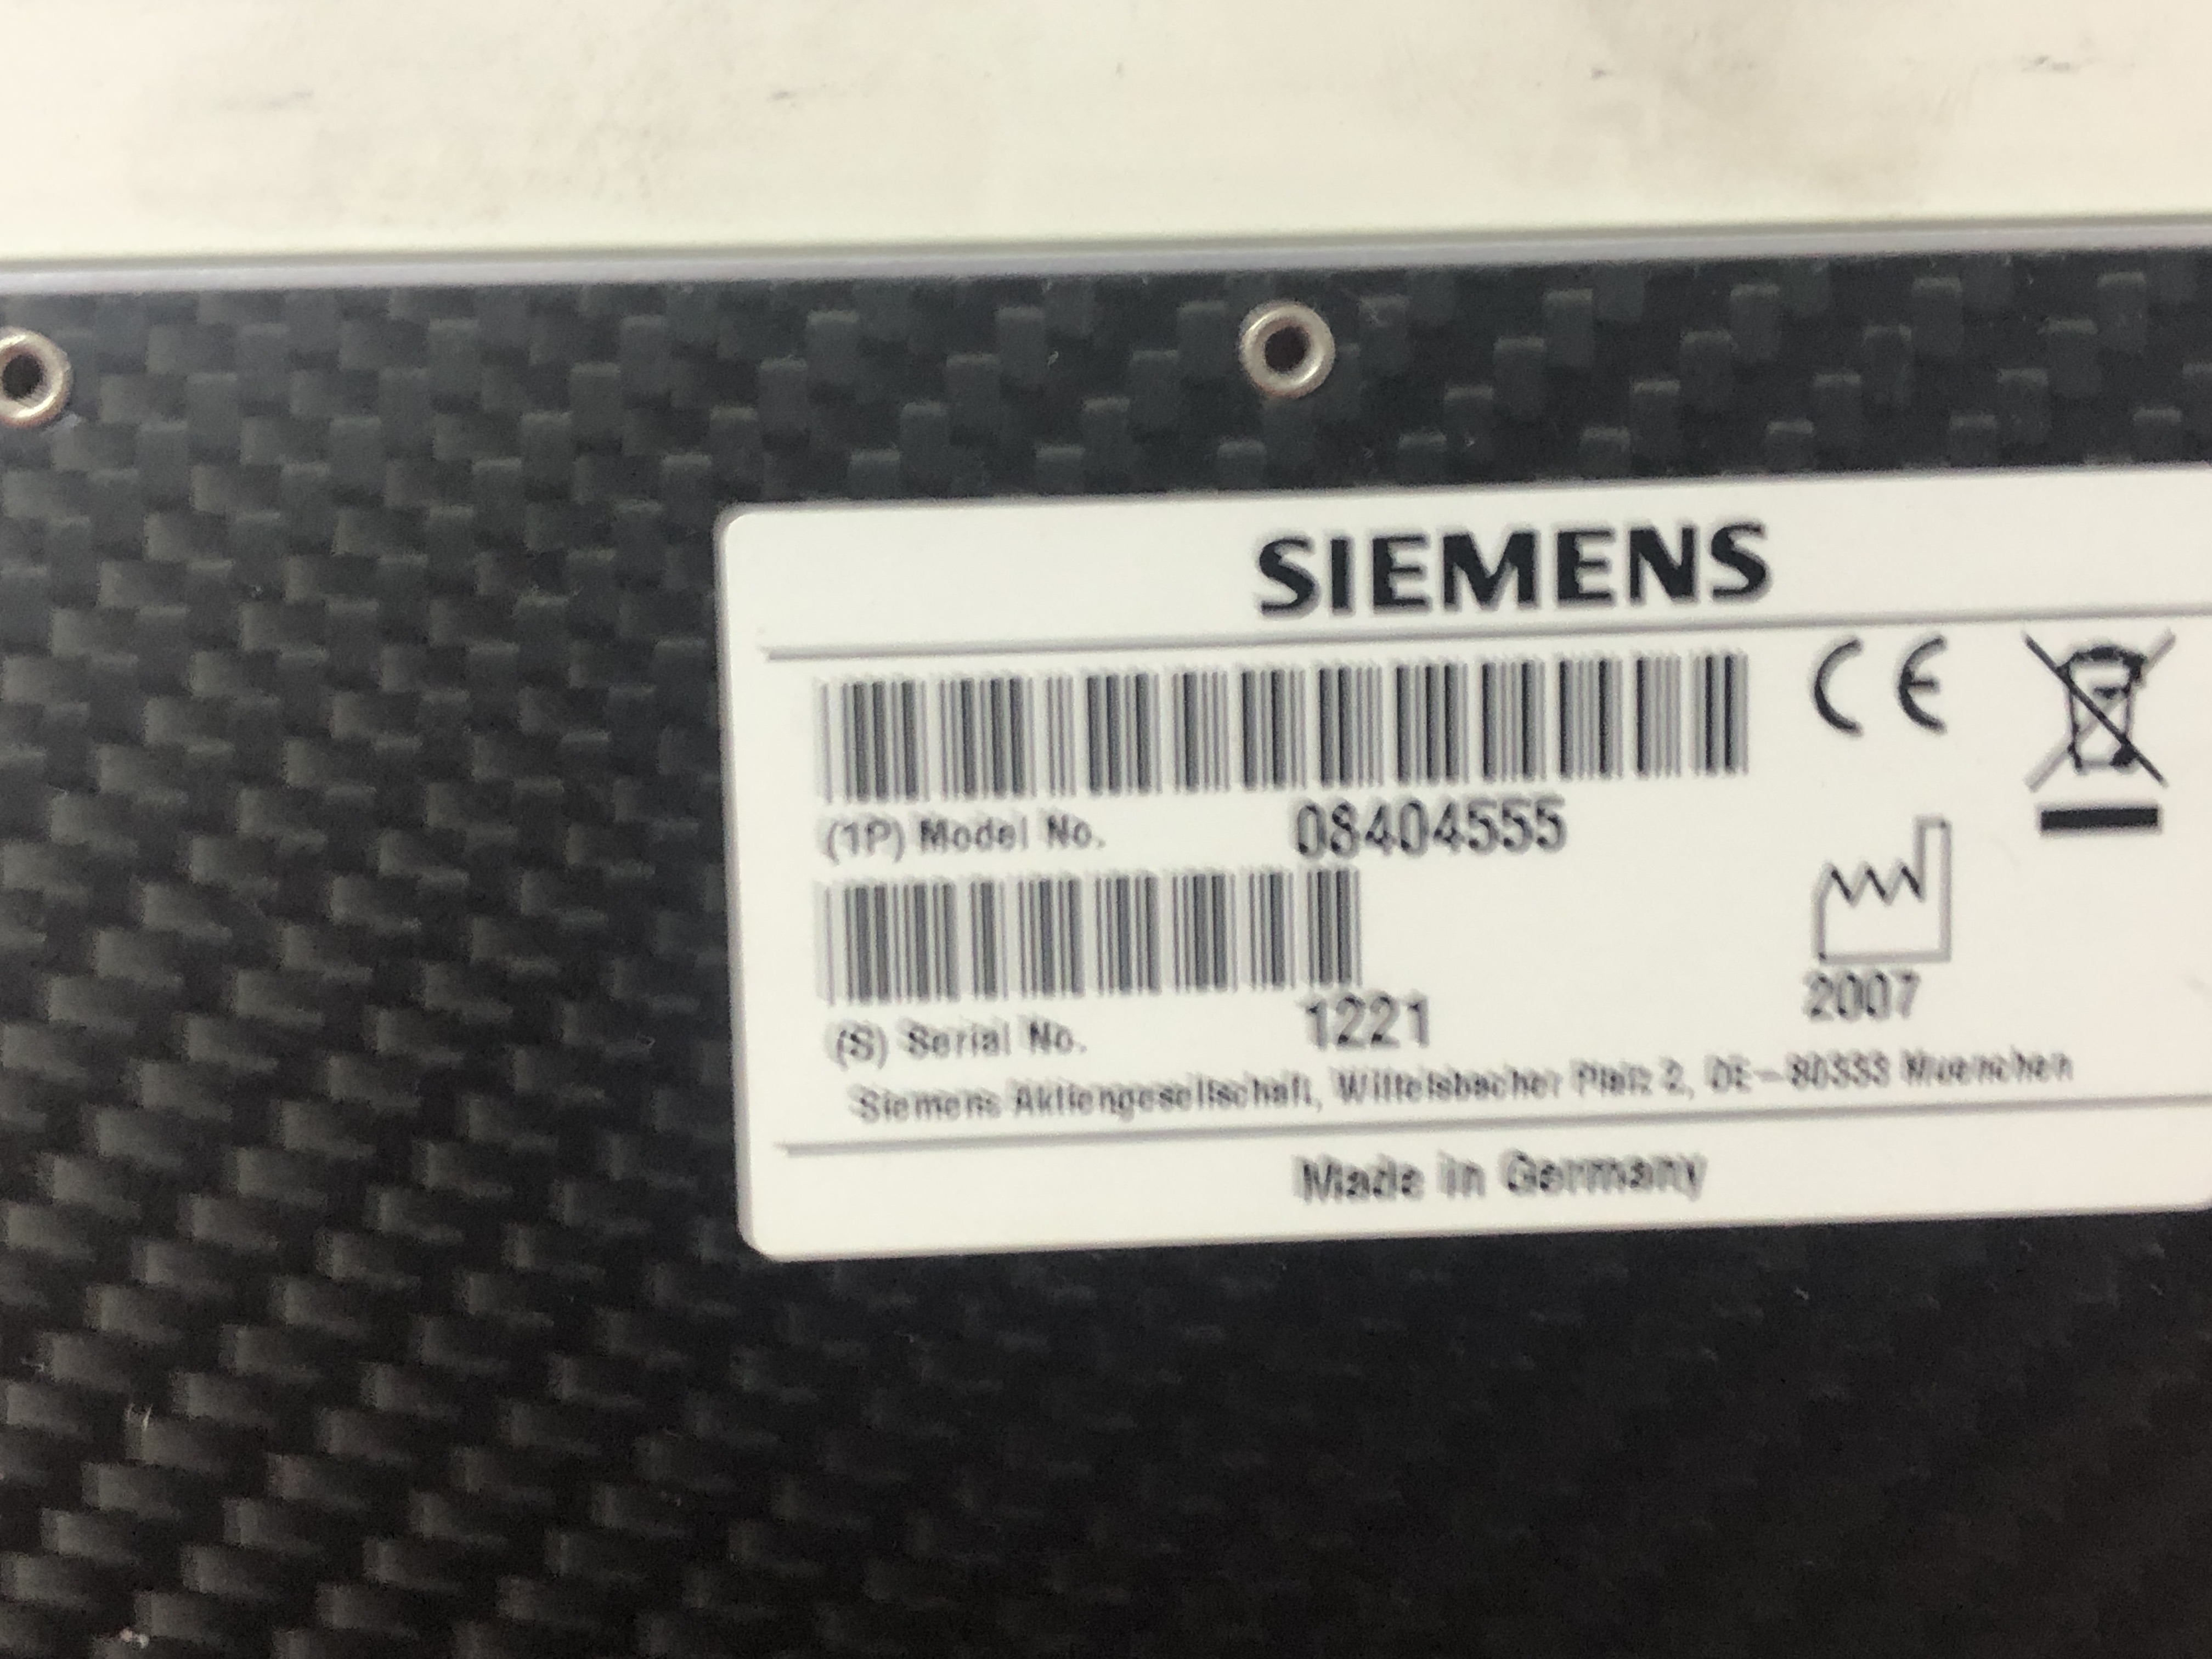 SIEMENS
CE
(1P) Model No. 08404555
(S) Serial No. 1221
2007
Siemens Aktiengesellschaft, Wittelsbacher Platz 2, DE-80333 Muenchen
Made in Germany